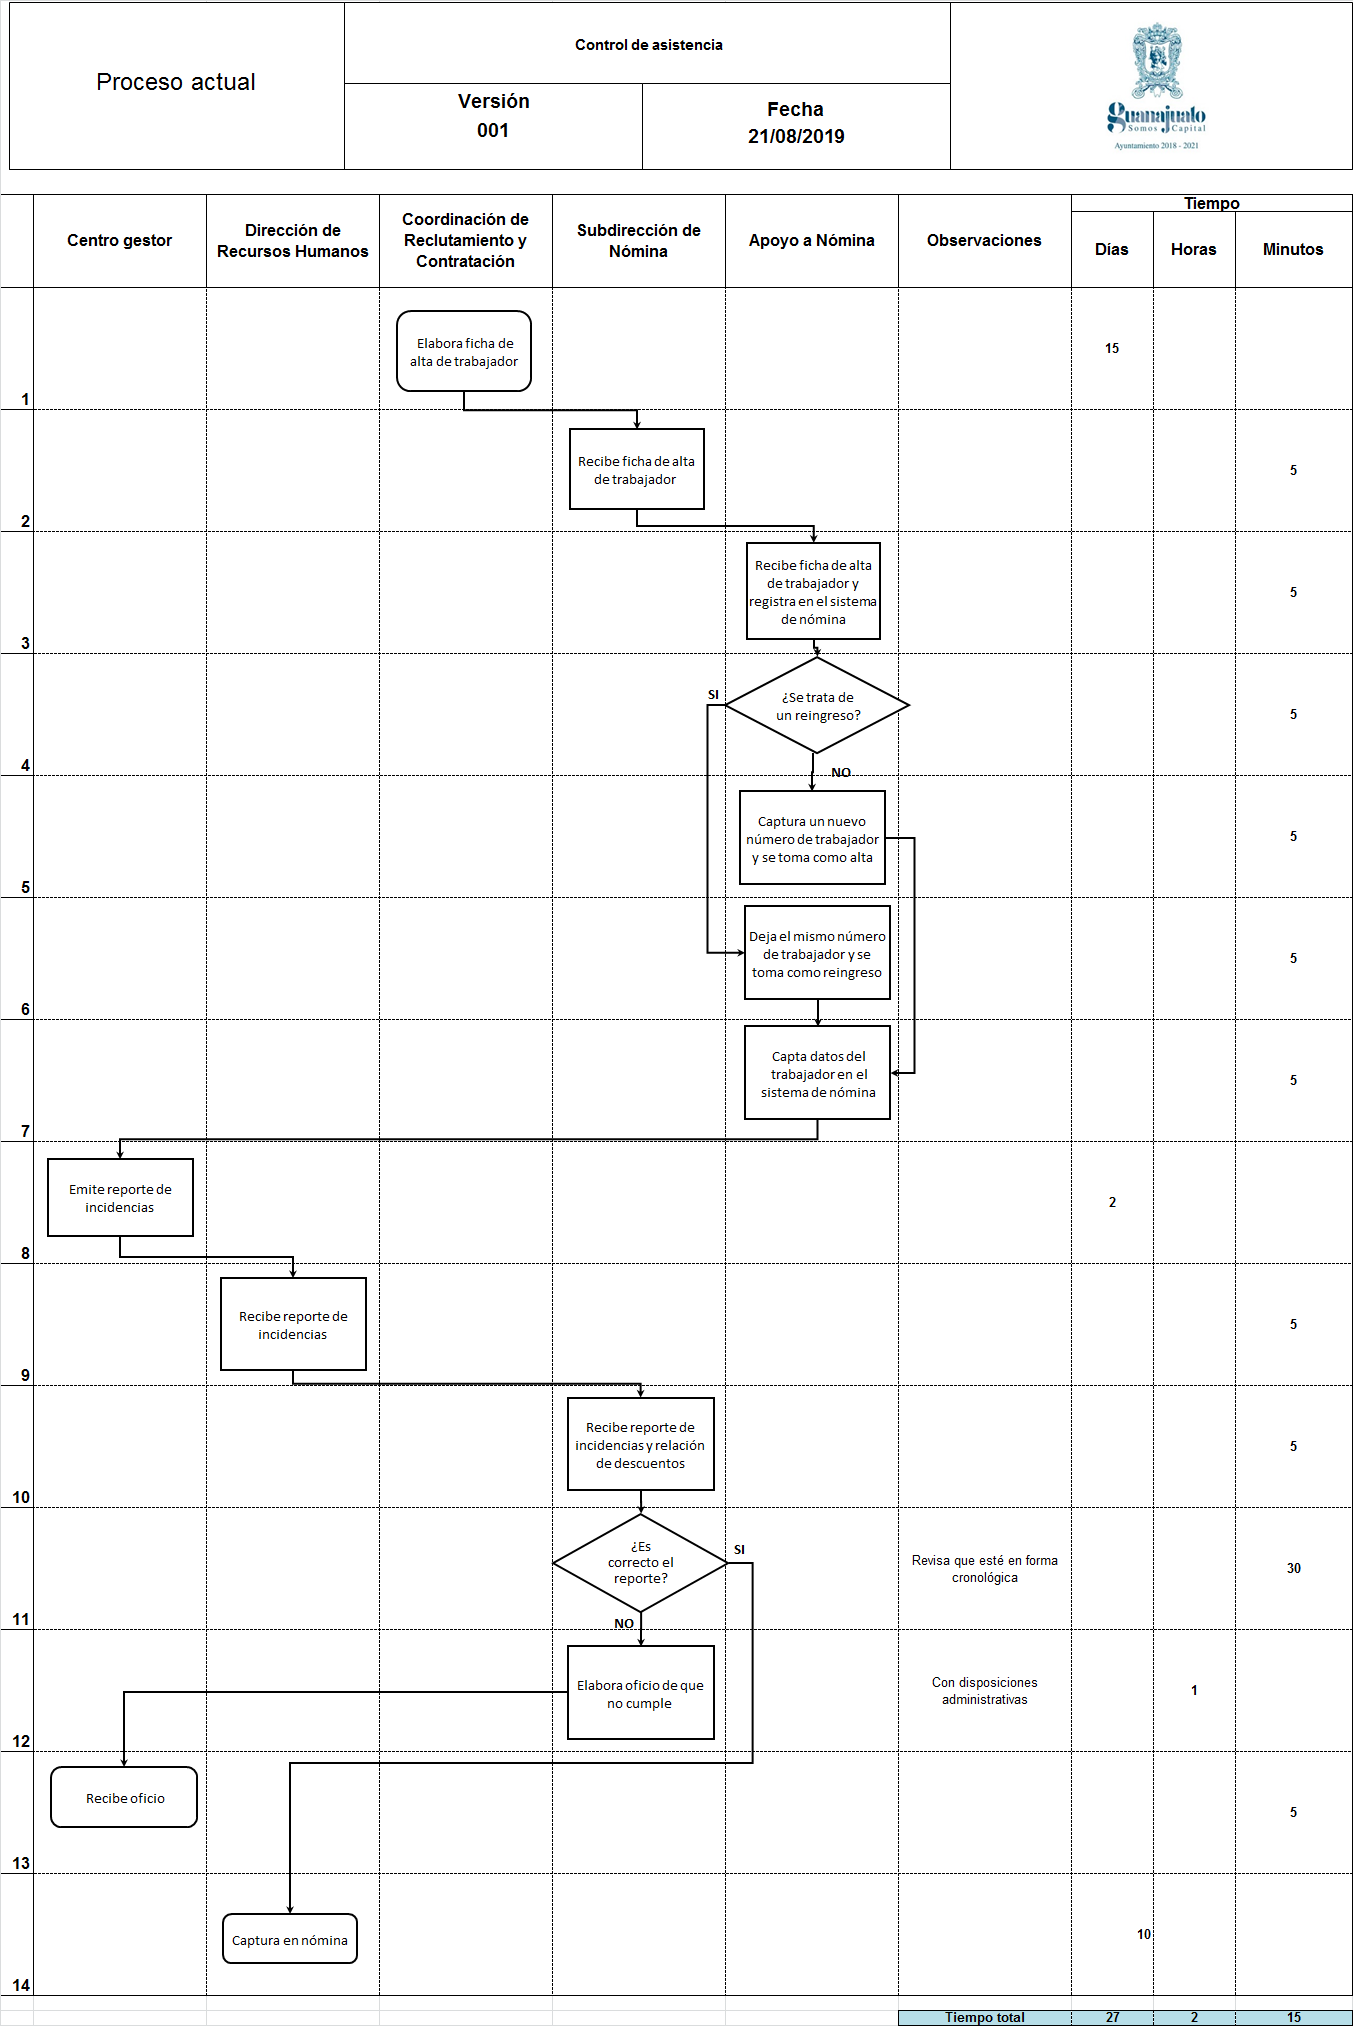 Proceso actual
Control de asistencia
Versión
001
Fecha
21/08/2019
guanajuato
Somos Capital
Ayuntamiento 2018 - 2021
Centro gestor
Dirección de
Recursos Humanos
Coordinación de
Reclutamiento y
Contratación
Subdirección de
Nómina
Apoyo a Nómina
Observaciones
Tiempo
Días
Horas
Minutos
Elabora ficha de
alta de trabajador
15
1
Recibe ficha de alta
de trabajador
5
2
Recibe ficha de alta
de trabajador y
registra en el sistema
de nómina
5
3
SI
¿Se trata de
un reingreso?
5
4
NO
Captura un nuevo
número de trabajador
y se toma como alta
5
5
Deja el mismo número
de trabajador y se
toma como reingreso
5
6
Capta datos del
trabajador en el
sistema de nómina
5
7
Emite reporte de
incidencias
2
8
Recibe reporte de
incidencias
5
9
Recibe reporte de
incidencias y relación
de descuentos
5
10
¿Es
correcto el
reporte?
SI
Revisa que esté en forma
cronológica
30
11
NO
Elabora oficio de que
no cumple
Con disposiciones
administrativas
1
12
Recibe oficio
5
13
Captura en nómina
10
14
Tiempo total
27
2
15